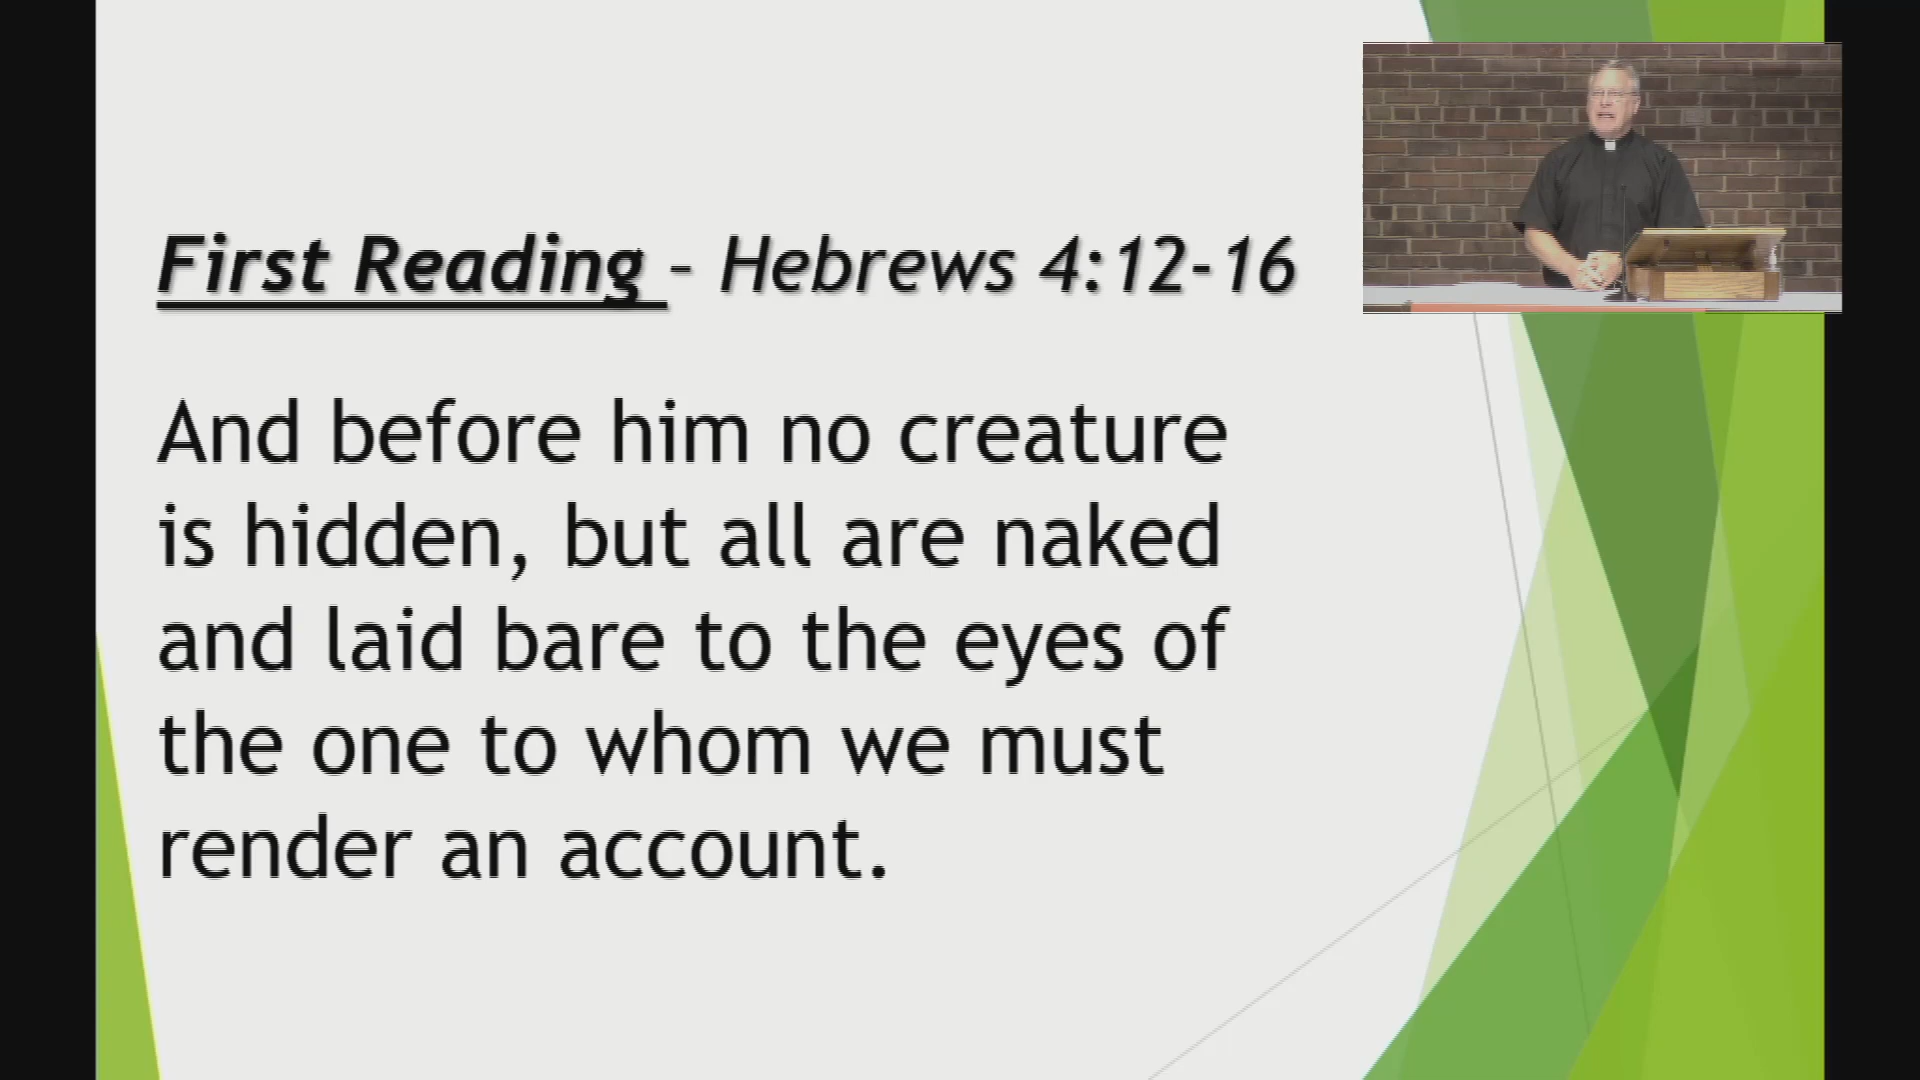 First Reading – Hebrews 4:12-16
And before him no creature
is hidden, but all are naked
and laid bare to the eyes of
the one to whom we must
render an account.